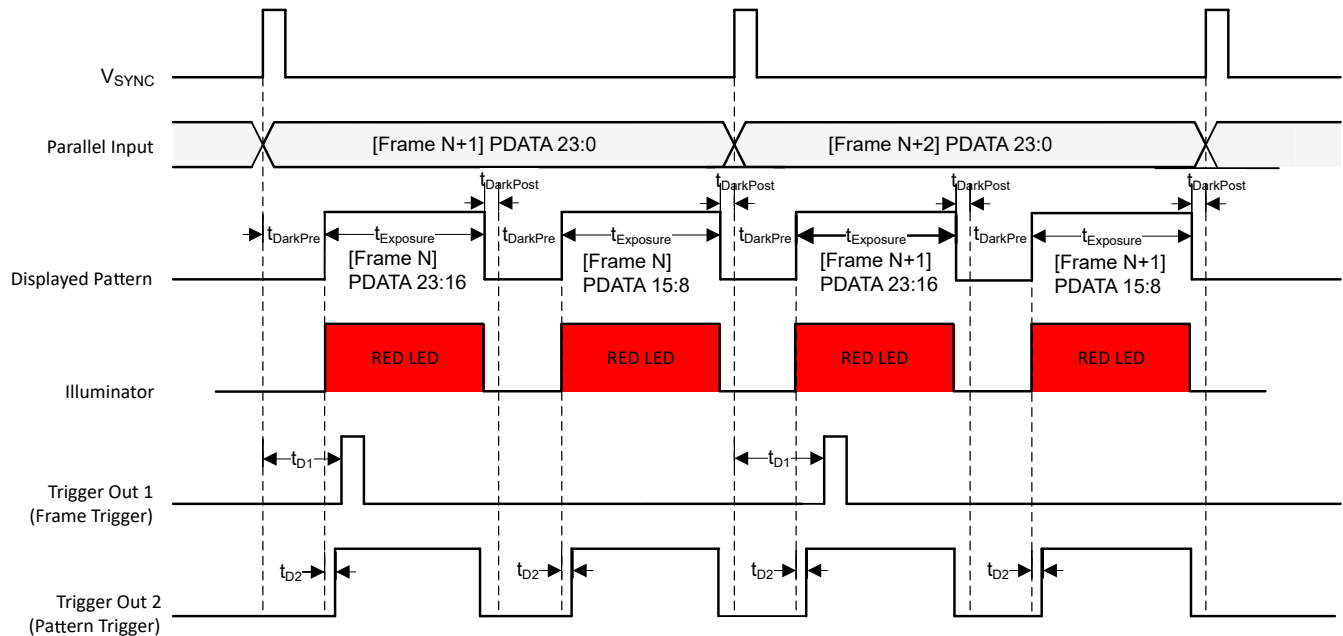 VSYNC
Parallel Input
[Frame N+1] PDATA 23:0
[Frame N+2] PDATA 23:0
tDarkPost
tDarkPost
tDarkPost
tDarkPost
tDarkPre
tExposure
tDarkPre
tExposure
tDarkPre
tExposure
tDarkPre
tExposure
Displayed Pattern
[Frame N]
PDATA 23:16
[Frame N]
PDATA 15:8
[Frame N+1]
PDATA 23:16
[Frame N+1]
PDATA 15:8
Illuminator
RED LED
RED LED
RED LED
RED LED
tD1
tD1
Trigger Out 1
(Frame Trigger)
tD2
tD2
tD2
tD2
Trigger Out 2
(Pattern Trigger)